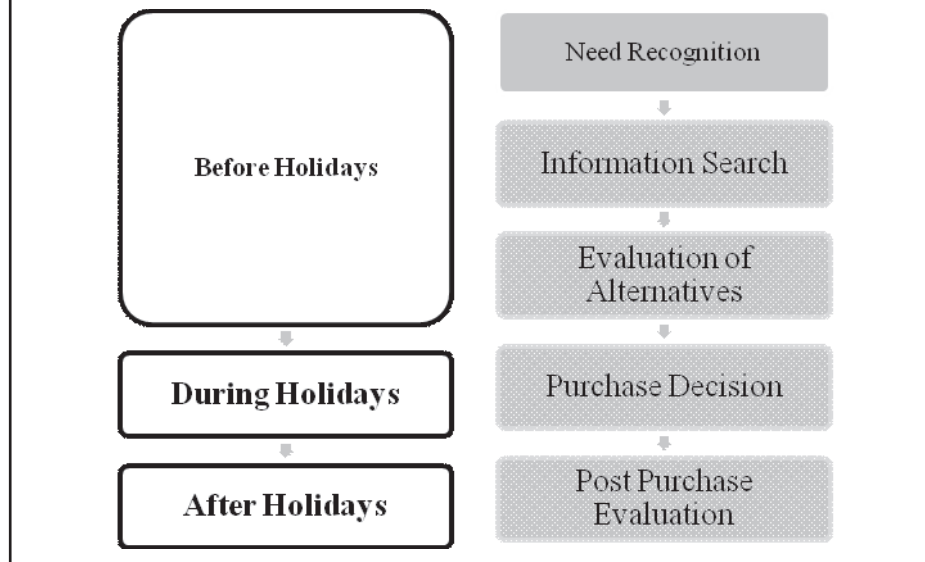 Before Holidays
During Holidays
After Holidays
Need Recognition
Information Search
Evaluation of
Alternatives
Purchase Decision
Post Purchase
Evaluation